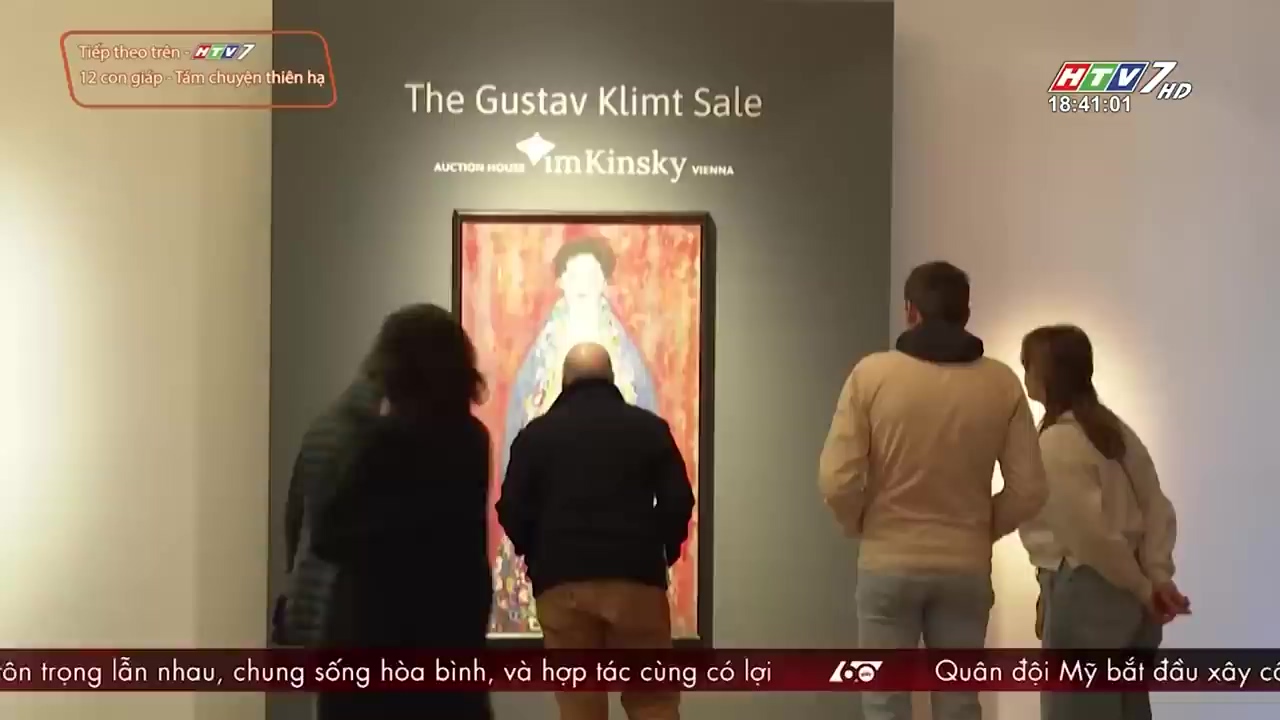 Tiếp theo trên - HTV7
12 con giáp - Tám chuyện thiên hạ
HTV7 HD
18:41:01
The Gustav Klimt Sale
AUCTION HOUSE imKinsky VIENNA
trọng lẫn nhau, chung sống hòa bình, và hợp tác cùng có lợi
60 giây
Quân đội Mỹ bắt đầu xây